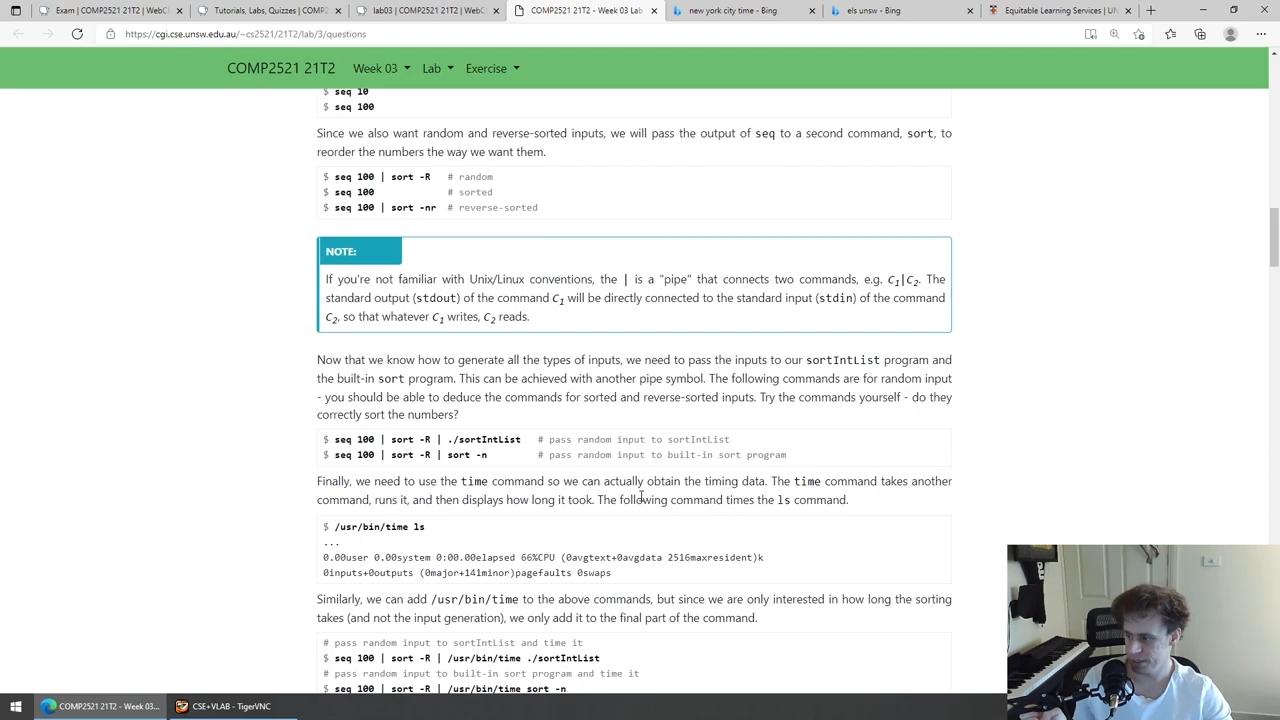 Exam | COMP2521 21T2 | WebC
Tutorials, Labs, Quizzes | COMP2
lab03 | COMP2521 21T2 | WebC
COMP2521 21T2 - Week 03 Lab
new york city time - Bing
els unsw - Bing
Equitable Learning Services | UN
https://cgi.cse.unsw.edu.au/~cs2521/21T2/lab/3/questions
COMP2521 21T2 Week 03 Lab Exercise
$ seq 10
$ seq 100
Since we also want random and reverse-sorted inputs, we will pass the output of seq to a second command, sort, to
reorder the numbers the way we want them.
$ seq 100 | sort -R # random
$ seq 100 # sorted
$ seq 100 | sort -nr # reverse-sorted
NOTE:
If you're not familiar with Unix/Linux conventions, the | is a "pipe" that connects two commands, e.g. C1|C2. The
standard output (stdout) of the command C1 will be directly connected to the standard input (stdin) of the command
C2, so that whatever C1 writes, C2 reads.
Now that we know how to generate all the types of inputs, we need to pass the inputs to our sortIntList program and
the built-in sort program. This can be achieved with another pipe symbol. The following commands are for random input
- you should be able to deduce the commands for sorted and reverse-sorted inputs. Try the commands yourself - do they
correctly sort the numbers?
$ seq 100 | sort -R | ./sortIntList # pass random input to sortIntList
$ seq 100 | sort -R | sort -n # pass random input to built-in sort program
Finally, we need to use the time command so we can actually obtain the timing data. The time command takes another
command, runs it, and then displays how long it took. The following command times the ls command.
$ /usr/bin/time ls
...
0.00user 0.00system 0:00.00elapsed 66%CPU (0avgtext+0avgdata 2516maxresident)k
0inputs+0outputs (0major+141minor)pagefaults 0swaps
Similarly, we can add /usr/bin/time to the above commands, but since we are only interested in how long the sorting
takes (and not the input generation), we only add it to the final part of the command.
# pass random input to sortIntList and time it
$ seq 100 | sort -R | /usr/bin/time ./sortIntList
# pass random input to built-in sort program and time it
$ seq 100 | sort -R | /usr/bin/time sort -n
COMP2521 21T2 - Week 03...
CSE+VLAB - TigerVNC